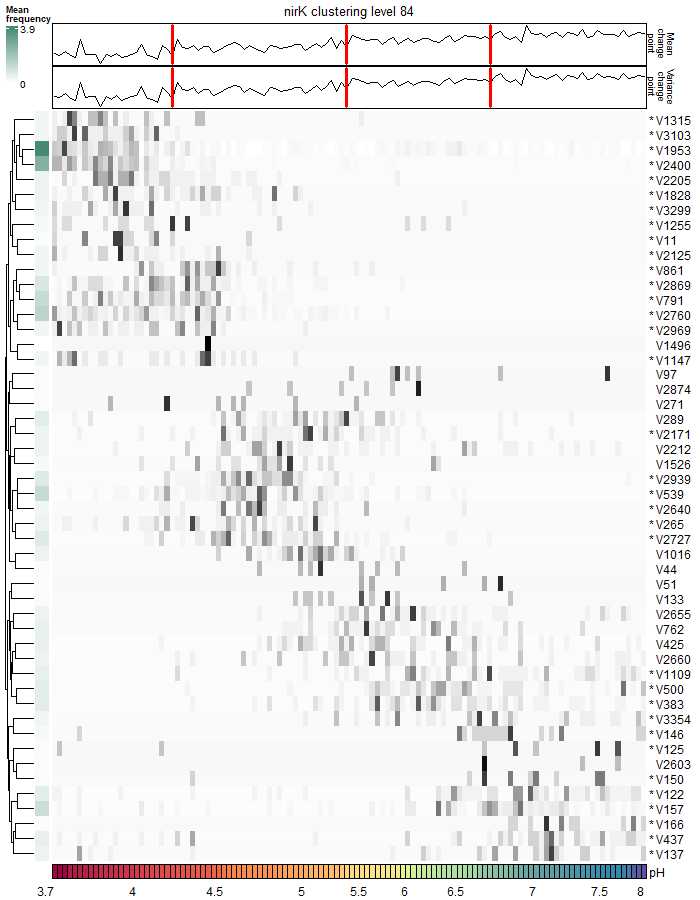 Mean
frequency
3.9
0
nirK clustering level 84
Mean
change
point
Variance
change
point
* V1315
* V3103
* V1953
* V2400
* V2205
* V1828
* V3299
* V1255
* V11
* V2125
* V861
* V2869
* V791
* V2760
* V2969
V1496
* V1147
V97
V2874
V271
V289
* V2171
V2212
V1526
* V2939
* V539
* V2640
* V265
* V2727
V1016
V44
V51
V133
V2655
V762
V425
V2660
* V1109
* V500
* V383
* V3354
* V146
* V125
V2603
* V150
* V122
* V157
* V166
* V437
* V137
pH
3.7 4 4.5 5 5.5 6 6.5 7 7.5 8